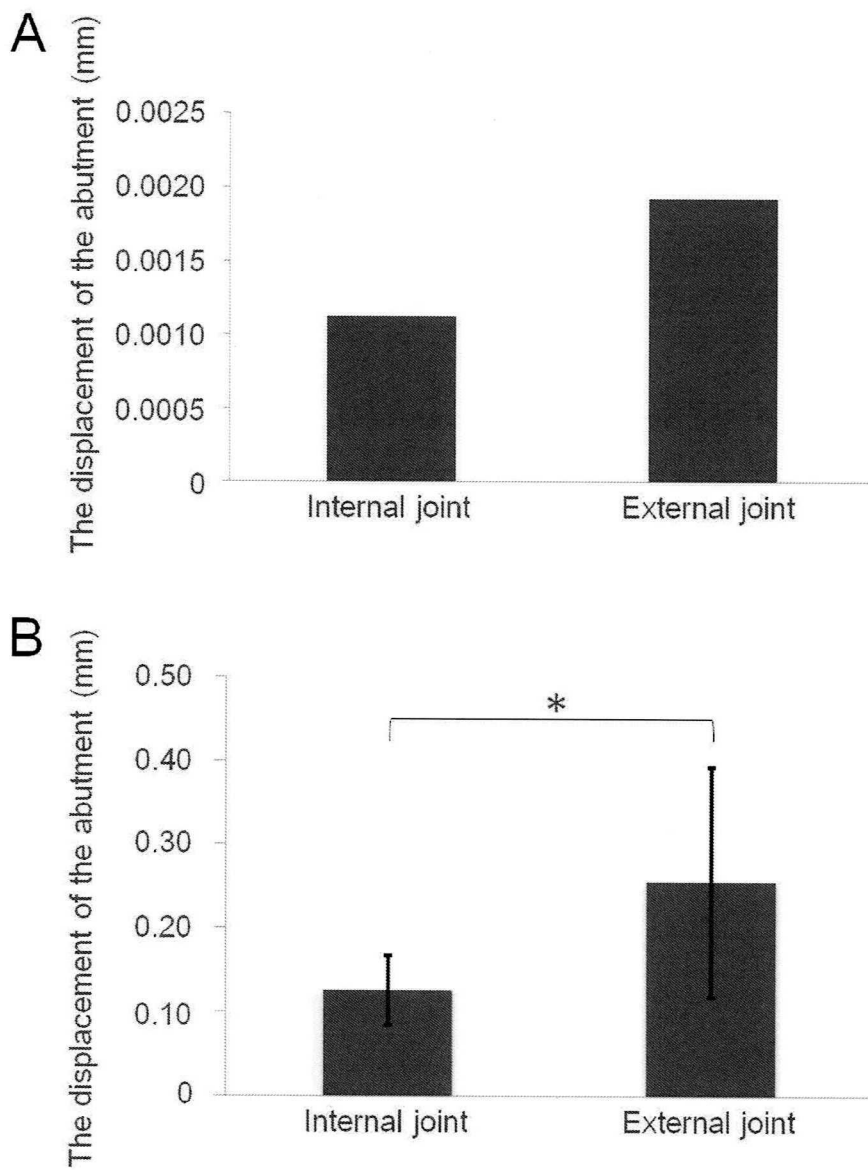 A
The displacement of the abutment (mm)
0.0025
0.0020
0.0015
0.0010
0.0005
0
Internal joint External joint
B
The displacement of the abutment (mm)
0.50
0.40
0.30
0.20
0.10
0
*
Internal joint External joint